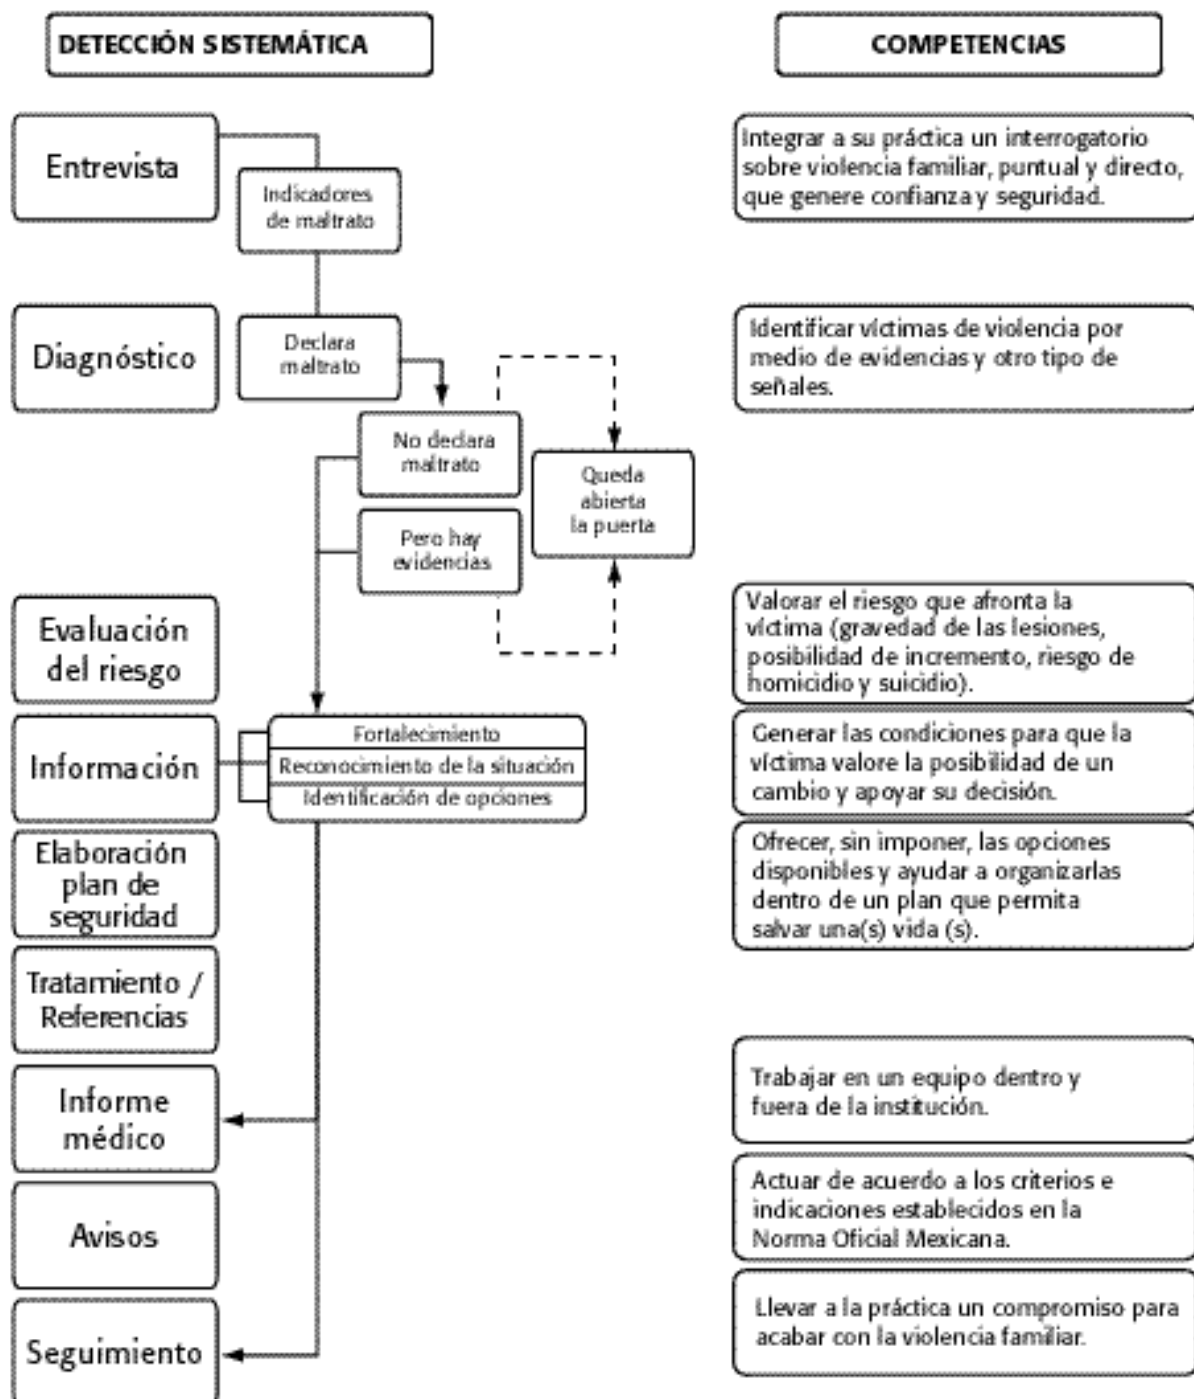 DETECCIÓN SISTEMÁTICA
COMPETENCIAS
Entrevista
Indicadores
de maltrato
Integrar a su práctica un interrogatorio
sobre violencia familiar, puntual y directo,
que genere confianza y seguridad.
Diagnóstico
Declara
maltrato
Identificar víctimas de violencia por
medio de evidencias y otro tipo de
señales.
No declara
maltrato
Queda
abierta
la puerta
Pero hay
evidencias
Evaluación
del riesgo
Valorar el riesgo que afronta la
víctima (gravedad de las lesiones,
posibilidad de incremento, riesgo de
homicidio y suicidio).
Información
Fortalecimiento
Reconocimiento de la situación
Identificación de opciones
Generar las condiciones para que la
víctima valore la posibilidad de un
cambio y apoyar su decisión.
Elaboración
plan de
seguridad
Ofrecer, sin imponer, las opciones
disponibles y ayudar a organizarlas
dentro de un plan que permita
salvar una(s) vida (s).
Tratamiento /
Referencias
Informe
médico
Trabajar en un equipo dentro y
fuera de la institución.
Avisos
Actuar de acuerdo a los criterios e
indicaciones establecidos en la
Norma Oficial Mexicana.
Seguimiento
Llevar a la práctica un compromiso para
acabar con la violencia familiar.